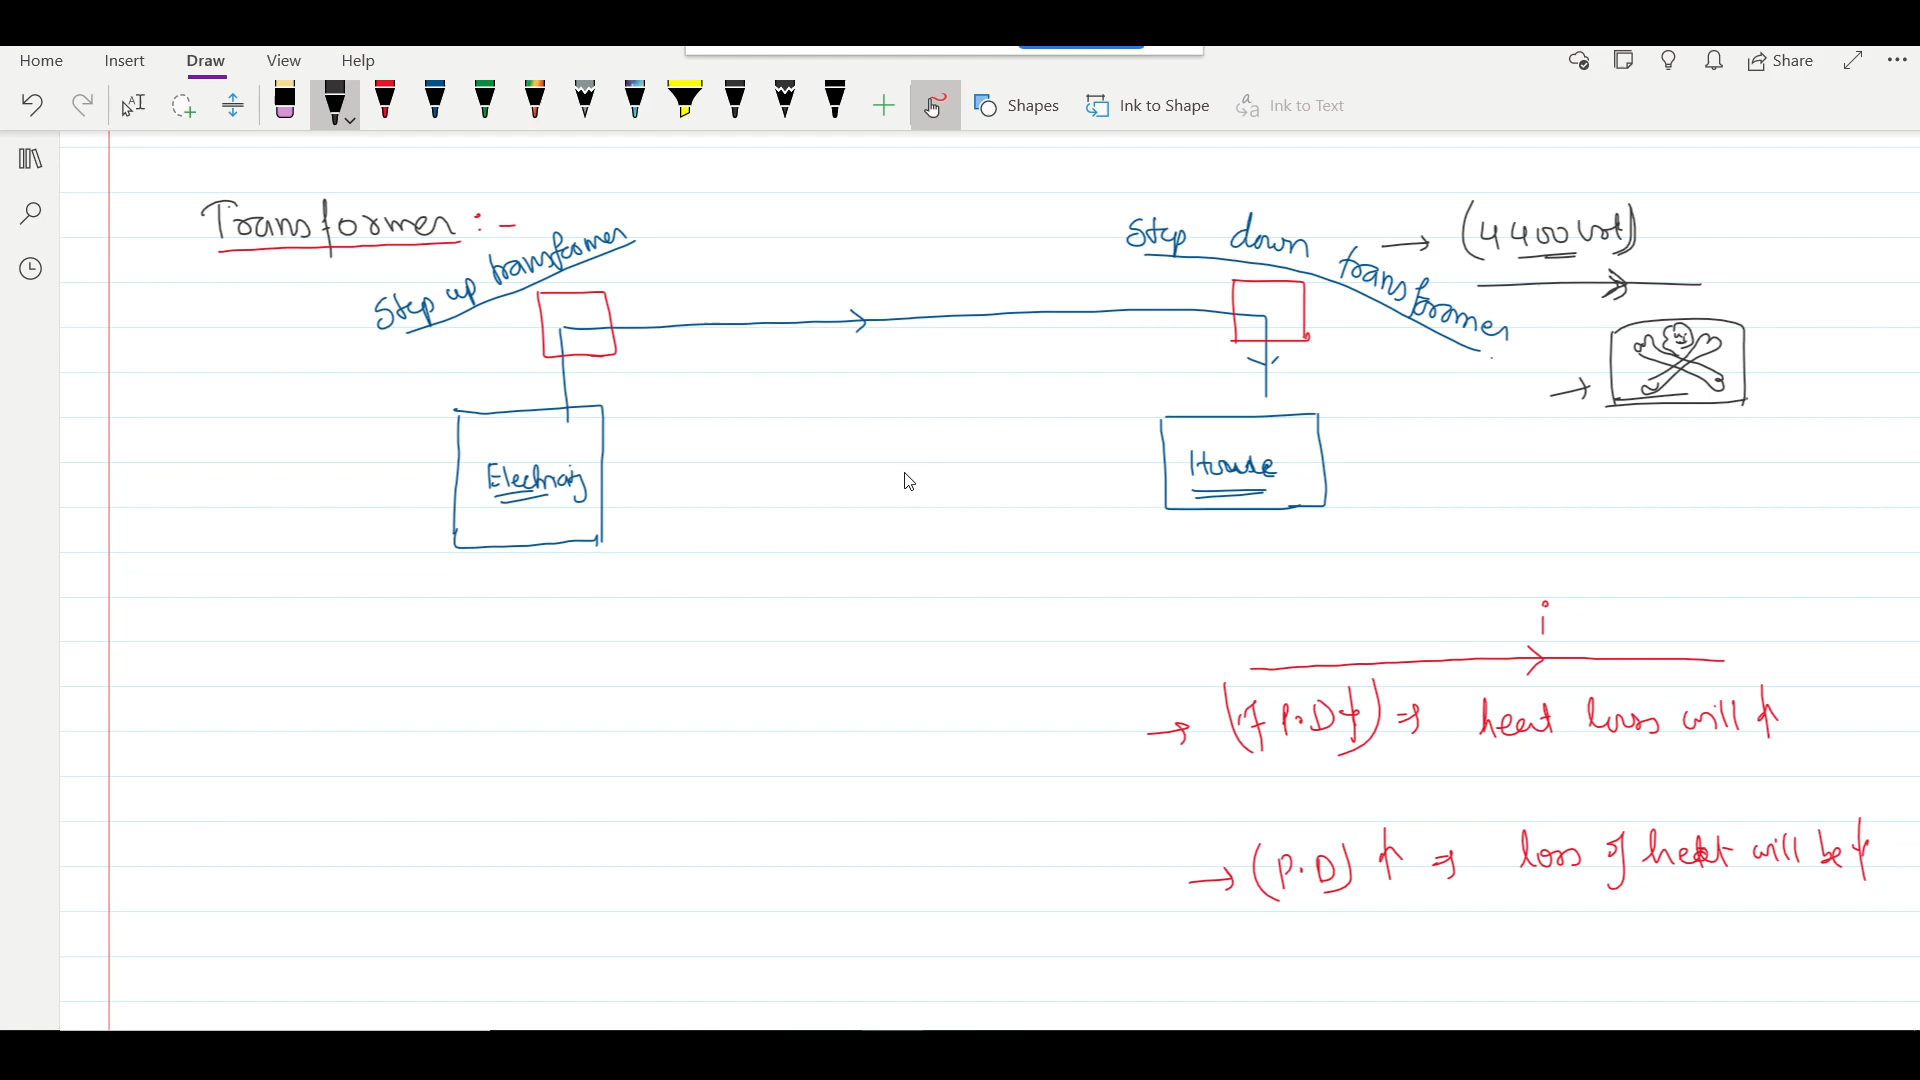 Home Insert Draw View Help Share
Shapes Ink to Shape Ink to Text
Transformer :-
Step up transformer
Step down transformer
→ (4400 Volt)
Electricity
House
i
→ (if P.D ↓) ⇒ heat loss will ↑
→ (P.D) ↑ ⇒ loss of heat will be ↓